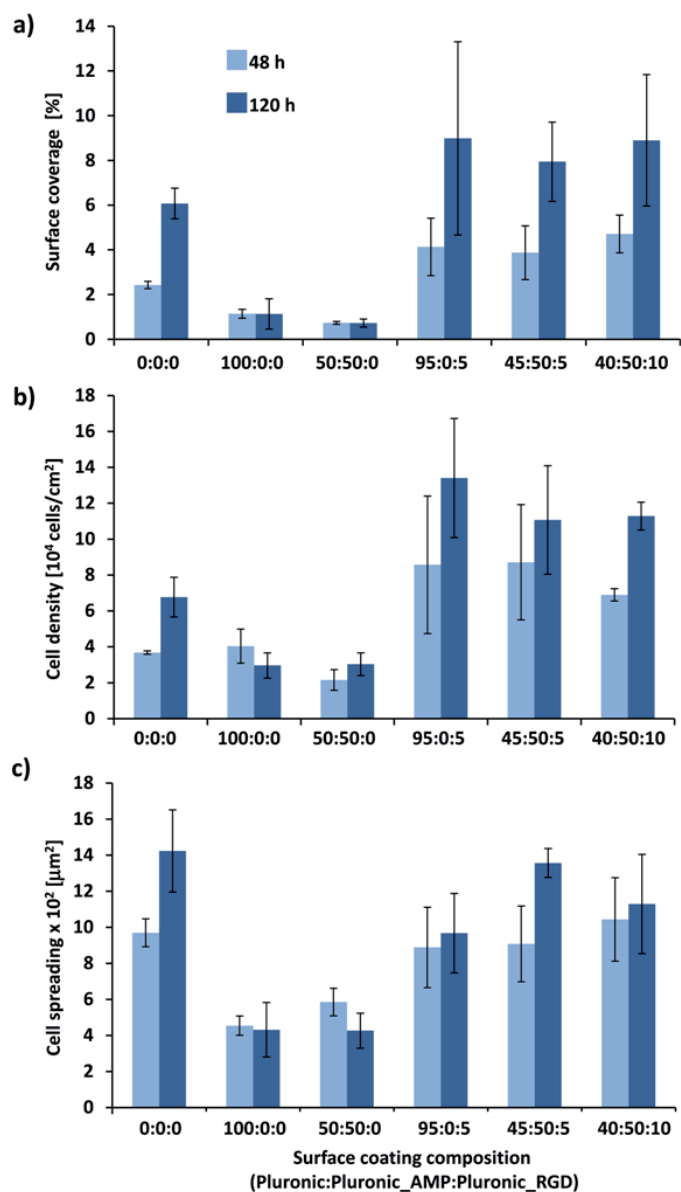 a)
Surface coverage [%]
14
12
10
8
6
4
2
0
48 h
120 h
0:0:0 100:0:0 50:50:0 95:0:5 45:50:5 40:50:10
b)
Cell density [10⁴ cells/cm²]
18
16
14
12
10
8
6
4
2
0
0:0:0 100:0:0 50:50:0 95:0:5 45:50:5 40:50:10
c)
Cell spreading x 10² [µm²]
18
16
14
12
10
8
6
4
2
0
0:0:0 100:0:0 50:50:0 95:0:5 45:50:5 40:50:10
Surface coating composition
(Pluronic:Pluronic_AMP:Pluronic_RGD)